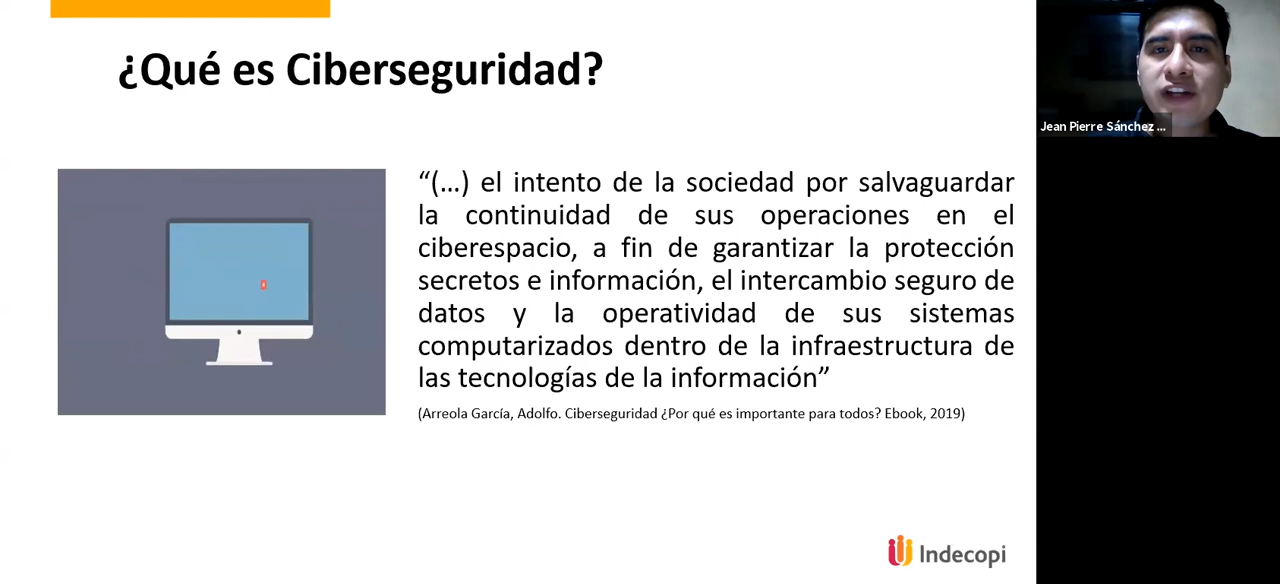 ¿Qué es Ciberseguridad?
Jean Pierre Sánchez ...
“(...) el intento de la sociedad por salvaguardar
la continuidad de sus operaciones en el
ciberespacio, a fin de garantizar la protección
secretos e información, el intercambio seguro de
datos y la operatividad de sus sistemas
computarizados dentro de la infraestructura de
las tecnologías de la información”
(Arreola García, Adolfo. Ciberseguridad ¿Por qué es importante para todos? Ebook, 2019)
Indecopi